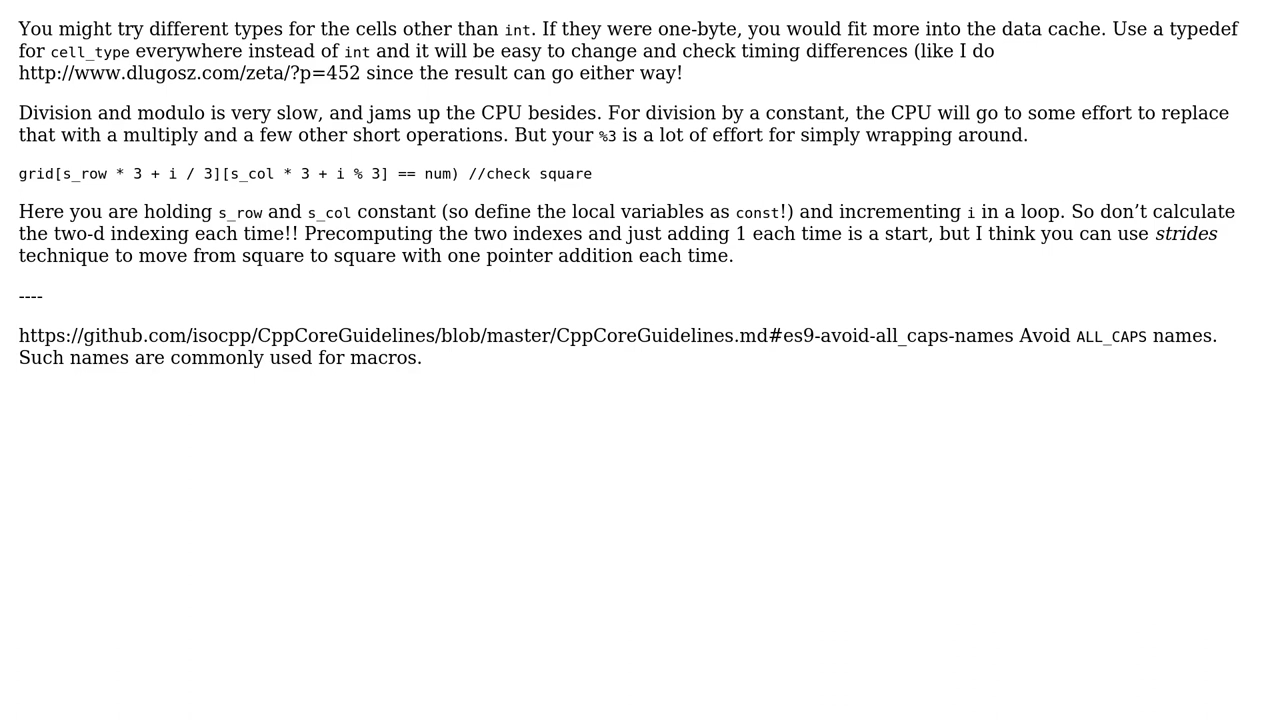 You might try different types for the cells other than int. If they were one-byte, you would fit more into the data cache. Use a typedef
for cell_type everywhere instead of int and it will be easy to change and check timing differences (like I do
http://www.dlugosz.com/zeta/?p=452 since the result can go either way!
Division and modulo is very slow, and jams up the CPU besides. For division by a constant, the CPU will go to some effort to replace
that with a multiply and a few other short operations. But your %3 is a lot of effort for simply wrapping around.
grid[s_row * 3 + i / 3][s_col * 3 + i % 3] == num) //check square
Here you are holding s_row and s_col constant (so define the local variables as const!) and incrementing i in a loop. So don’t calculate
the two-d indexing each time!! Precomputing the two indexes and just adding 1 each time is a start, but I think you can use strides
technique to move from square to square with one pointer addition each time.
----
https://github.com/isocpp/CppCoreGuidelines/blob/master/CppCoreGuidelines.md#es9-avoid-all_caps-names Avoid ALL_CAPS names.
Such names are commonly used for macros.